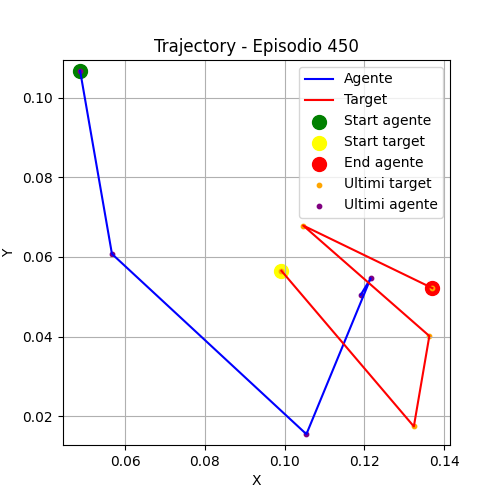 Trajectory - Episodio 450
Agente
Target
Start agente
Start target
End agente
Ultimi target
Ultimi agente
0.10
0.08
0.06
0.04
0.02
Y
0.06
0.08
0.10
0.12
0.14
X